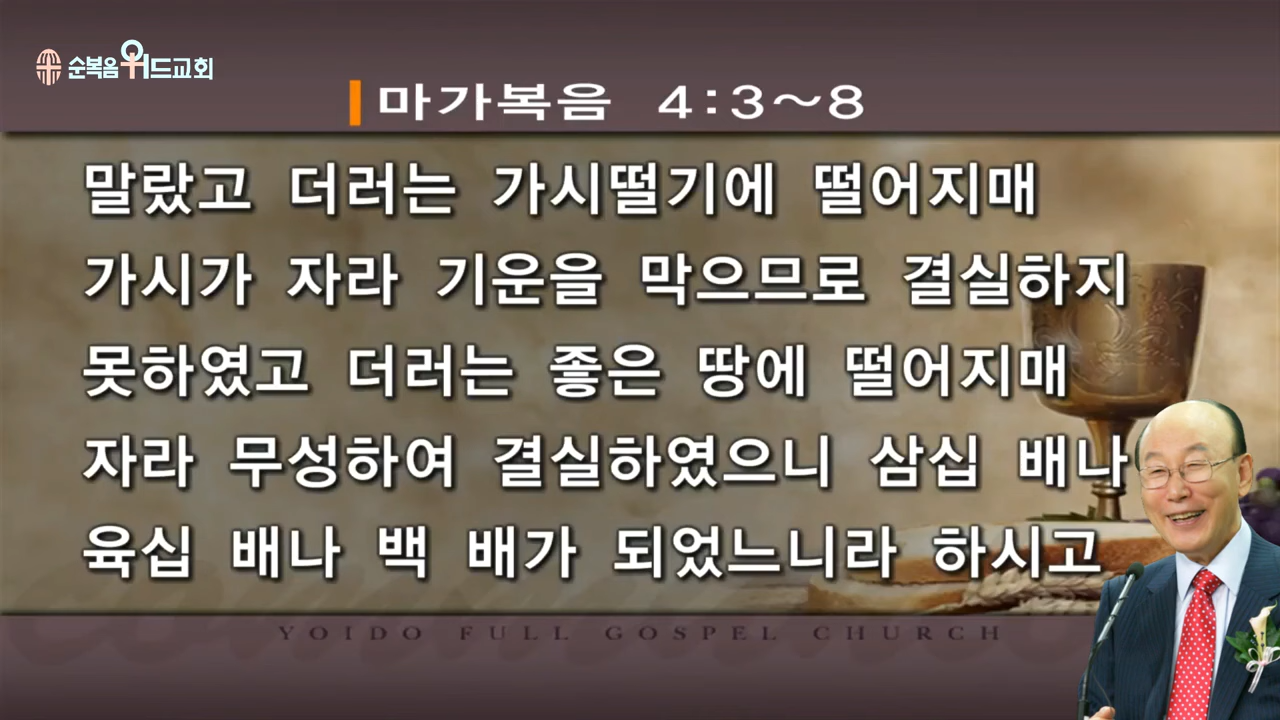 순복음위드교회
마가복음 4:3~8
말랐고 더러는 가시떨기에 떨어지매
가시가 자라 기운을 막으므로 결실하지
못하였고 더러는 좋은 땅에 떨어지매
자라 무성하여 결실하였으니 삼십 배나
육십 배나 백 배가 되었느니라 하시고
YOIDO FULL GOSPEL CHURCH